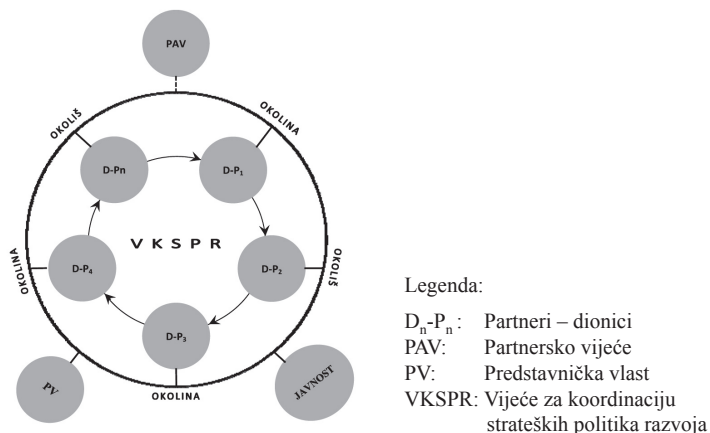 PAV
OKOLIŠ
OKOLINA
D-Pn
D-P₁
VKSPR
OKOLINA
D-P₄
D-P₂
OKOLIŠ
D-P₃
PV
OKOLINA
JAVNOST
Legenda:
Dₙ-Pₙ: Partneri – dionici
PAV: Partnersko vijeće
PV: Predstavnička vlast
VKSPR: Vijeće za koordinaciju
strateških politika razvoja